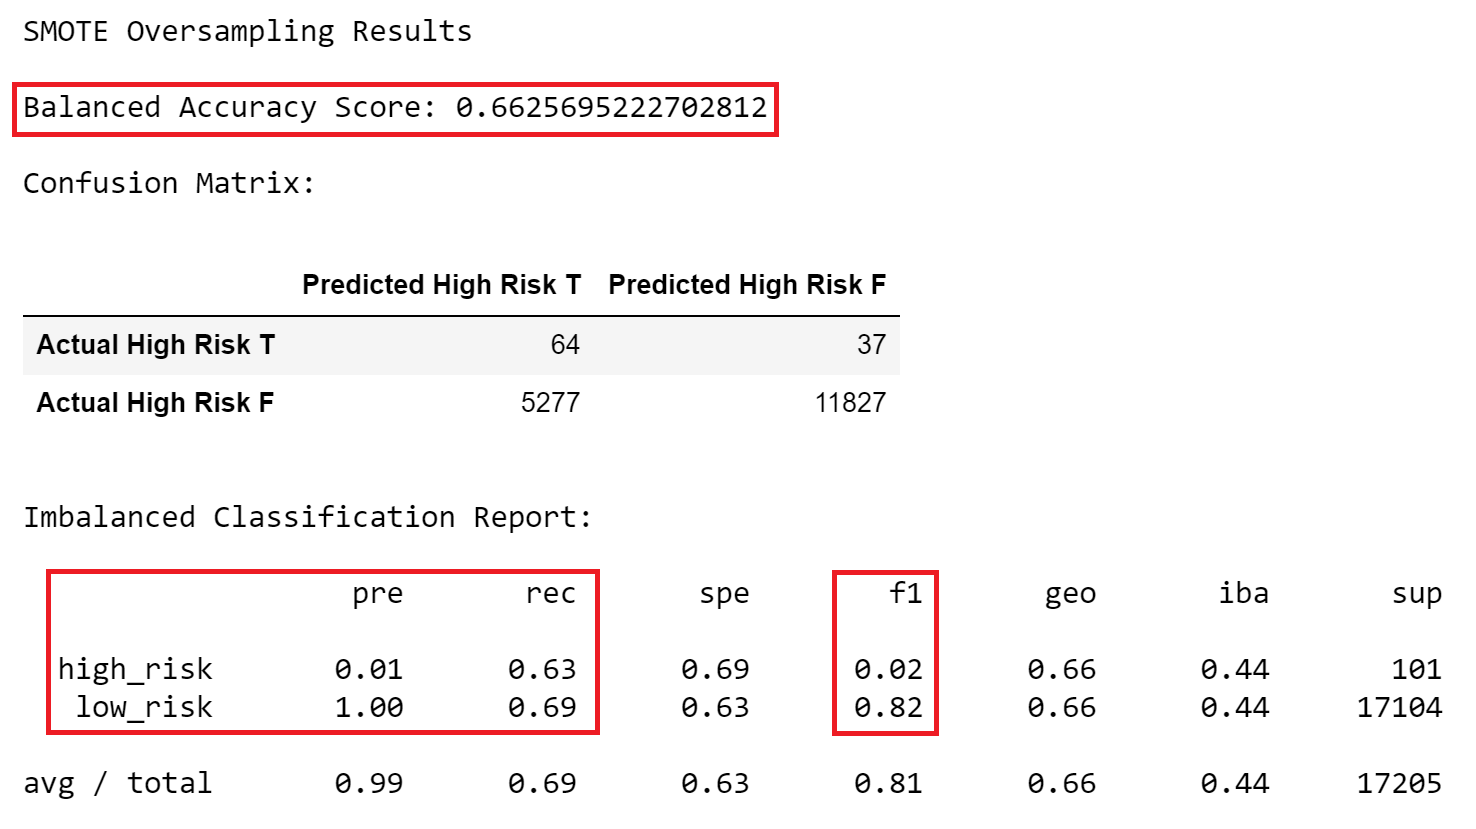 SMOTE Oversampling Results
Balanced Accuracy Score: 0.6625695222702812
Confusion Matrix:
Predicted High Risk T Predicted High Risk F
Actual High Risk T 64 37
Actual High Risk F 5277 11827
Imbalanced Classification Report:
pre rec spe f1 geo iba sup
high_risk 0.01 0.63 0.69 0.02 0.66 0.44 101
low_risk 1.00 0.69 0.63 0.82 0.66 0.44 17104
avg / total 0.99 0.69 0.63 0.81 0.66 0.44 17205